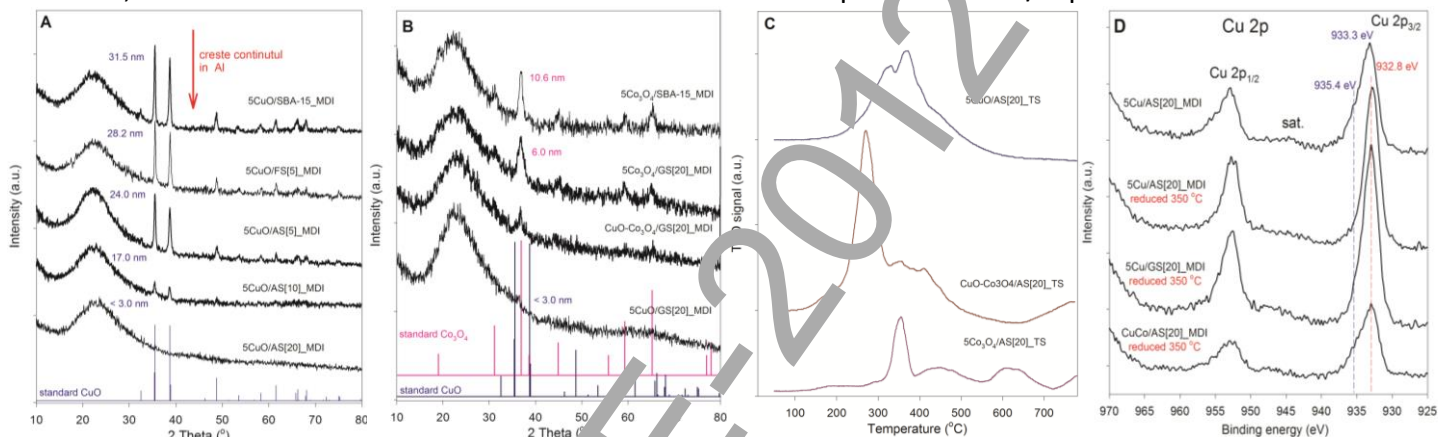 A
31.5 nm
creste continutul
in Al
5CuO/SBA-15_MDI
28.2 nm
5CuO/FS[5]_MDI
24.0 nm
5CuO/AS[5]_MDI
17.0 nm
5CuO/AS[10]_MDI
< 3.0 nm
5CuO/AS[20]_MDI
standard CuO
Intensity (a.u.)
10 20 30 40 50 60 70 80
2 Theta (°)
B
10.6 nm
5Co₃O₄/SBA-15_MDI
6.0 nm
5Co₃O₄/GS[20]_MDI
CuO-Co₃O₄/GS[20]_MDI
< 3.0 nm
5CuO/GS[20]_MDI
standard Co₃O₄
standard CuO
Intensity (a.u.)
10 20 30 40 50 60 70 80
2 Theta
C
5CuO/AS[20]_TS
CuO-Co3O4/AS[20]_TS
5Co₃O₄/AS[20]_TS
signal (a.u.)
100 200 300 400 500 600 700
Temperature (°C)
D
Cu 2p
Cu 2p₃/₂
933.3 eV
932.8 eV
935.4 eV
Cu 2p₁/₂
sat.
5Cu/AS[20]_MDI
5Cu/AS[20]_MDI
reduced 350 °C
5Cu/GS[20]_MDI
reduced 350 °C
CuCo/AS[20]_MDI
reduced 350 °C
Intensity (a.u.)
970 965 960 955 950 945 940 935 930 925
Binding energy (eV)
2012